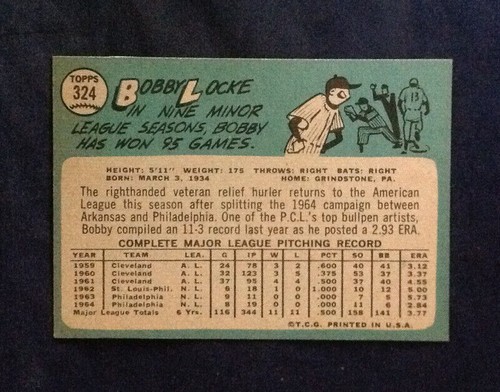 TOPPS
324
BOBBY LOCKE
IN NINE MINOR
LEAGUE SEASONS, BOBBY
HAS WON 95 GAMES.
13
HEIGHT: 5'11" WEIGHT: 175 THROWS: RIGHT BATS: RIGHT
BORN: MARCH 3, 1934 HOME: GRINDSTONE, PA.
The righthanded veteran relief hurler returns to the American
League this season after splitting the 1964 campaign between
Arkansas and Philadelphia. One of the P.C.L.'s top bullpen artists,
Bobby compiled an 11-3 record last year as he posted a 2.93 ERA.
COMPLETE MAJOR LEAGUE PITCHING RECORD
YEAR TEAM LEA. G IP W L PCT. SO BB ERA
1959 Cleveland A. L. 24 78 3 2 .600 40 41 3.12
1960 Cleveland A. L. 32 123 3 5 .375 53 37 3.37
1961 Cleveland A. L. 37 95 4 4 .500 37 40 4.55
1962 St. Louis-Phil. N. L. 6 18 1 0 1.000 10 12 5.00
1963 Philadelphia N. L. 9 11 0 0 .000 7 5 5.73
1964 Philadelphia N. L. 8 19 0 0 .000 11 6 2.84
Major League Totals 6 Yrs. 116 344 11 11 .500 158 141 3.77
©T.C.G. PRINTED IN U.S.A.